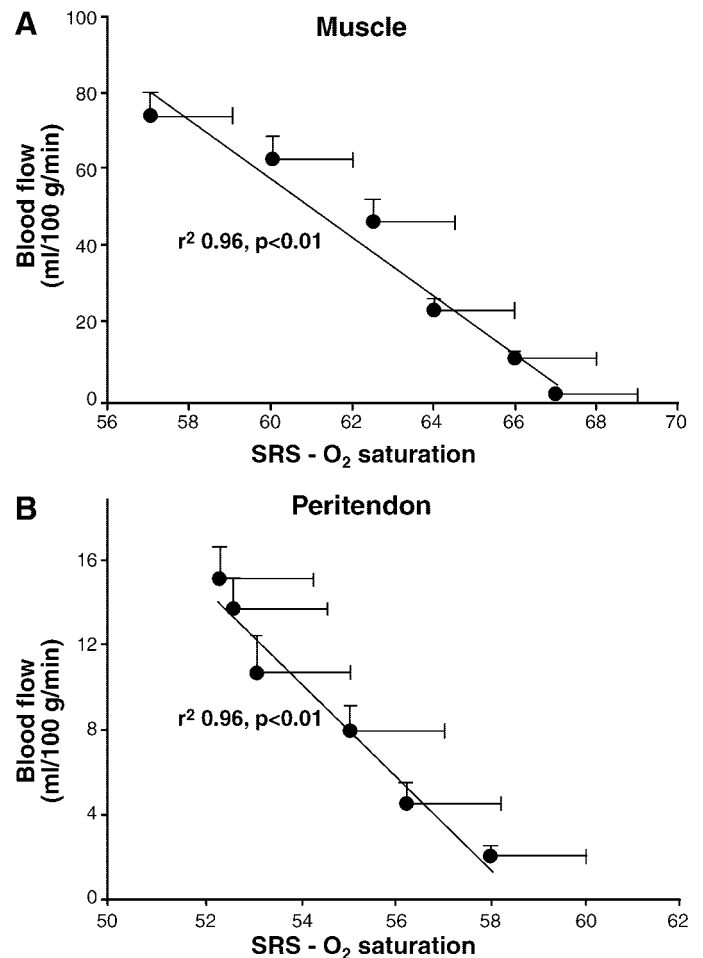 A
Muscle
100
80
60
40
20
0
Blood flow
(ml/100 g/min)
r² 0.96, p<0.01
56 58 60 62 64 66 68 70
SRS - O₂ saturation
B
Peritendon
16
12
8
4
0
Blood flow
(ml/100 g/min)
r² 0.96, p<0.01
50 52 54 56 58 60 62
SRS - O₂ saturation